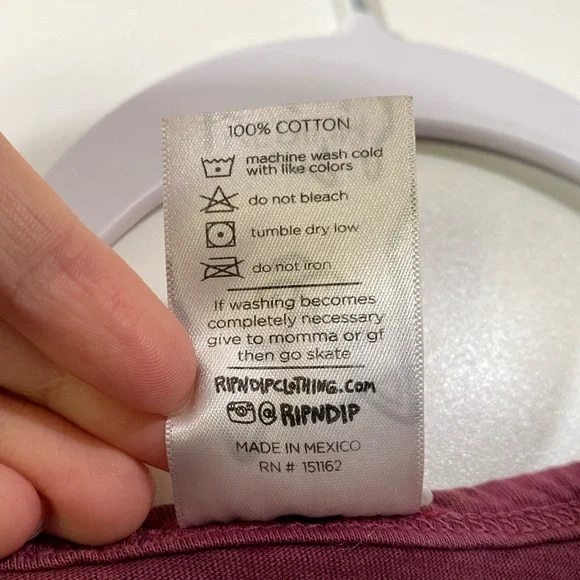 100% COTTON
machine wash cold
with like colors
do not bleach
tumble dry low
do not iron
If washing becomes
completely necessary
give to momma or gf
then go skate
RIPNDIPCLOTHING.COM
@RIPNDIP
MADE IN MEXICO
RN # 151162